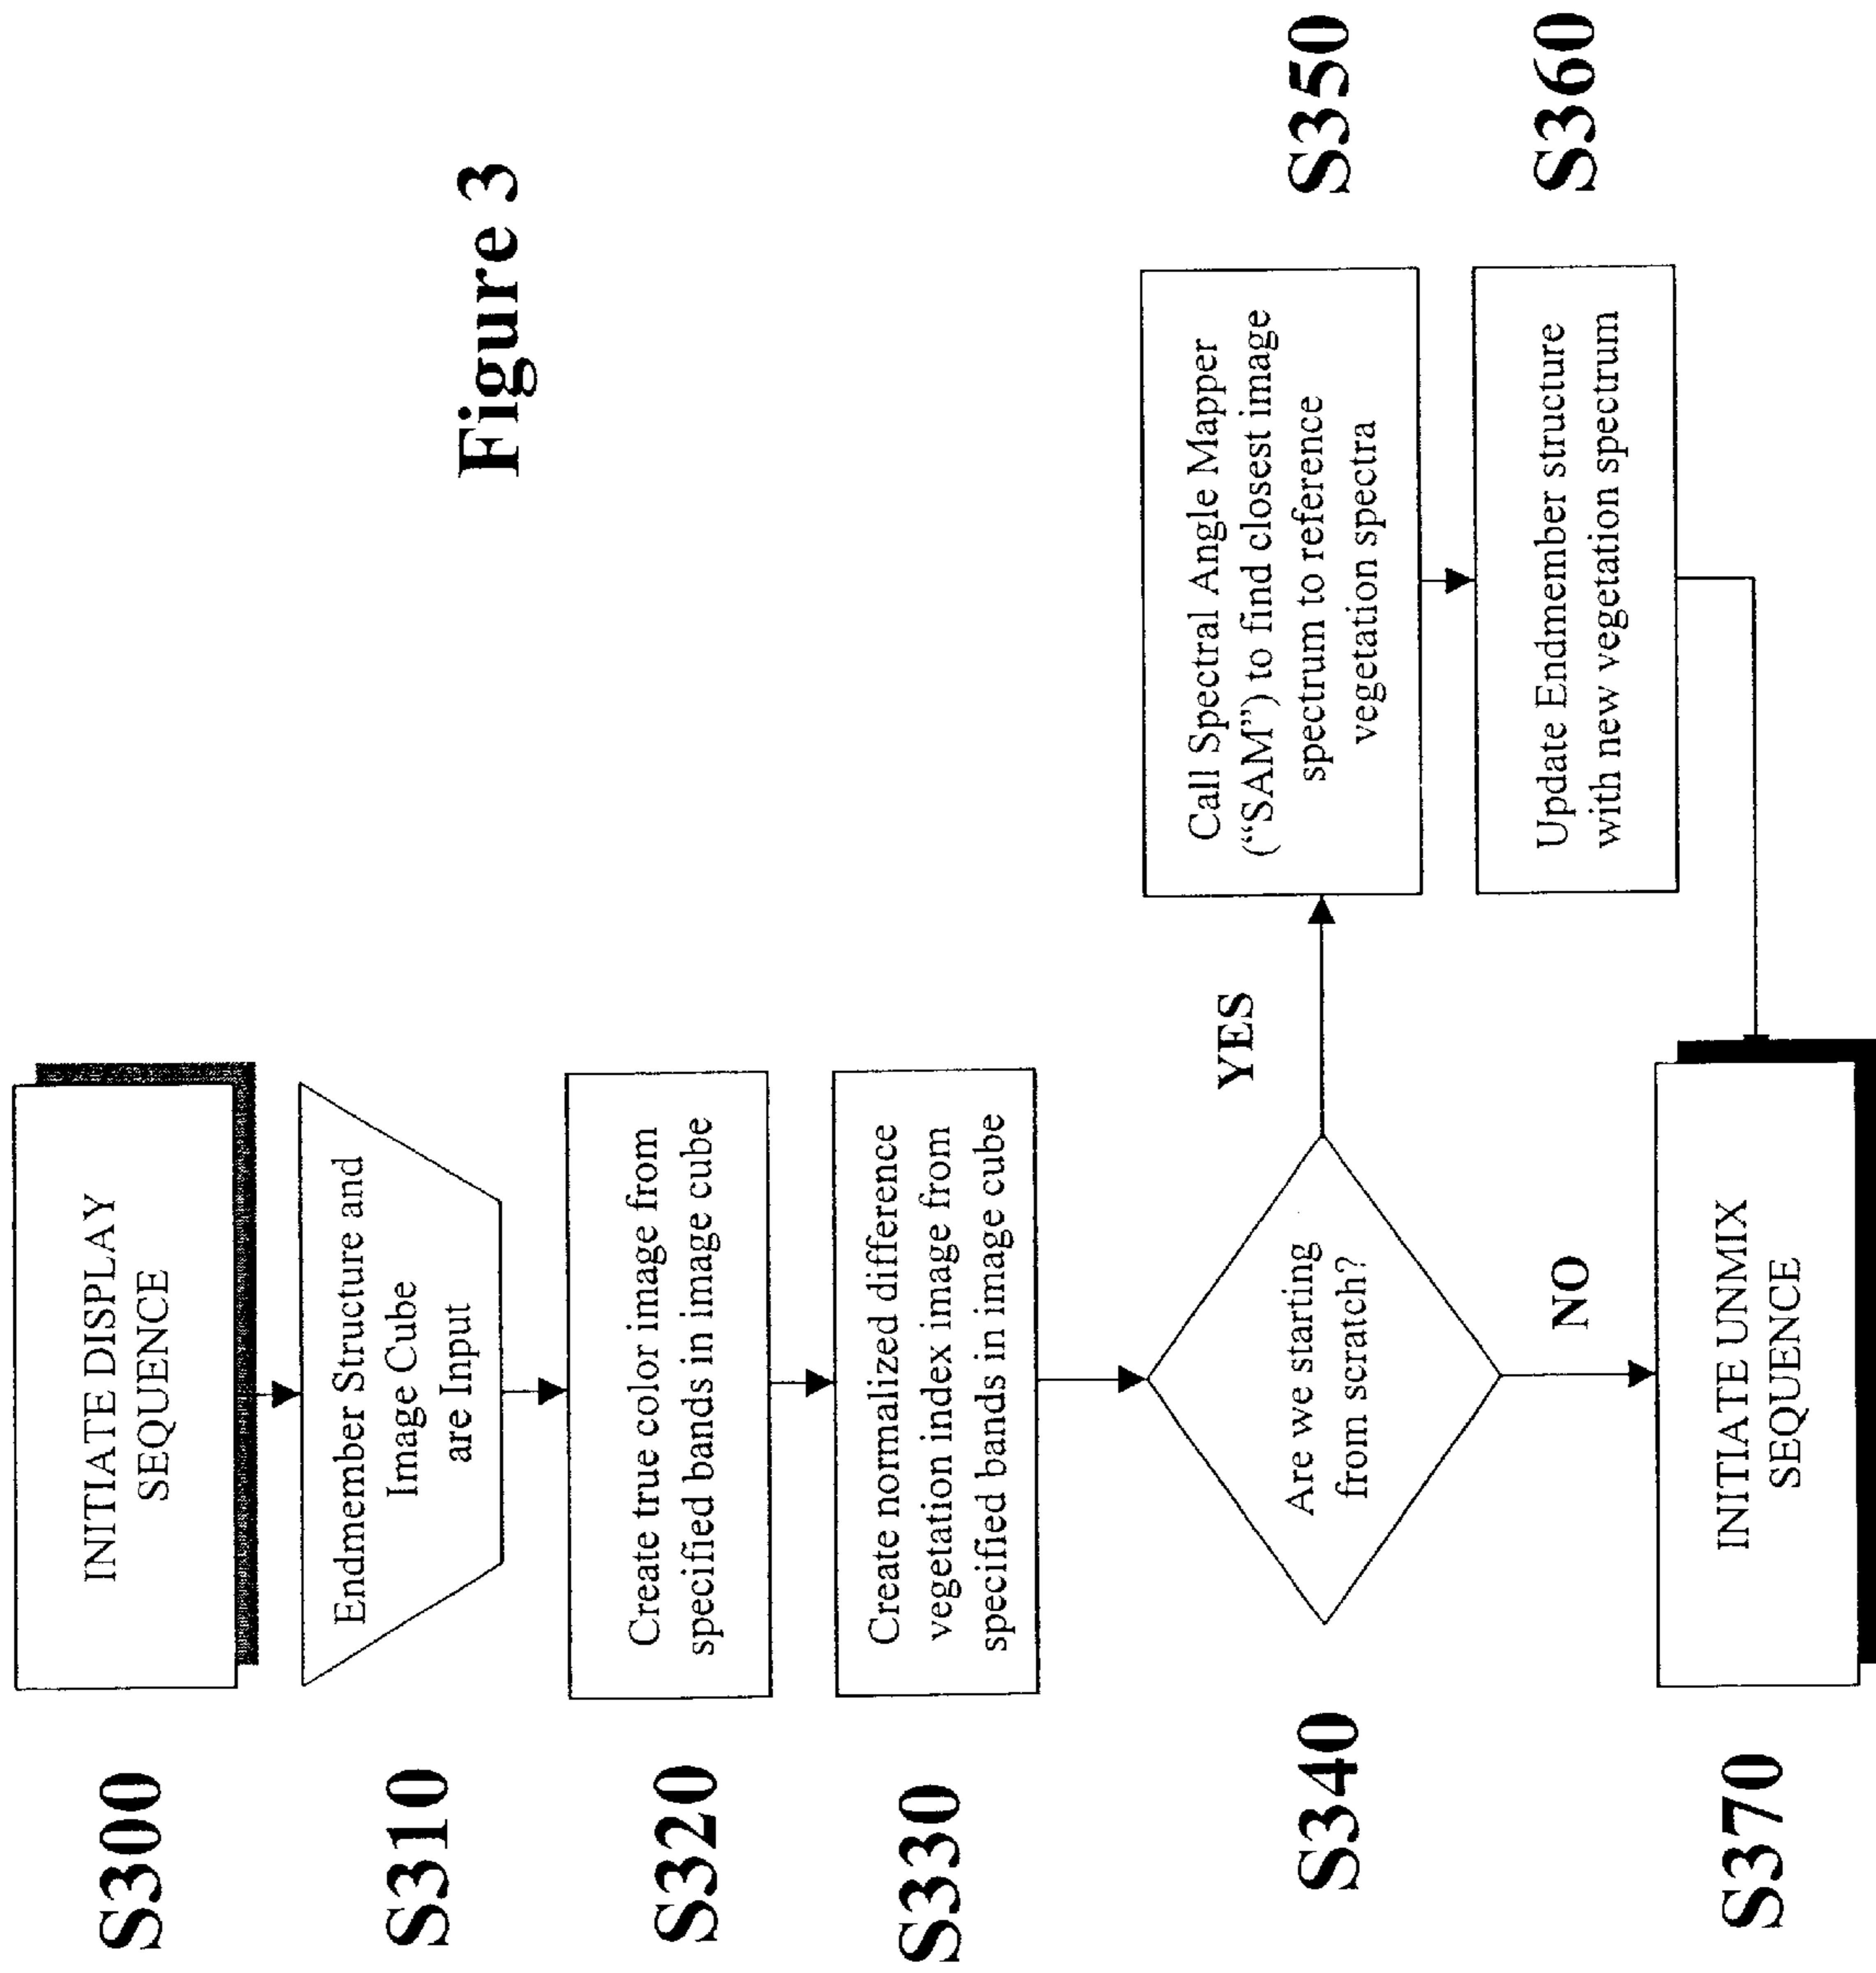 Figure 3
S300
INITIATE DISPLAY
SEQUENCE
S310
Endmember Structure and
Image Cube
are Input
S320
Create true color image from
specified bands in image cube
S330
Create normalized difference
vegetation index image from
specified bands in image cube
S340
Are we starting
from scratch?
YES
NO
Call Spectral Angle Mapper
(“SAM”) to find closest image
spectrum to reference
vegetation spectra
S350
Update Endmember structure
with new vegetation spectrum
S360
S370
INITIATE UNMIX
SEQUENCE